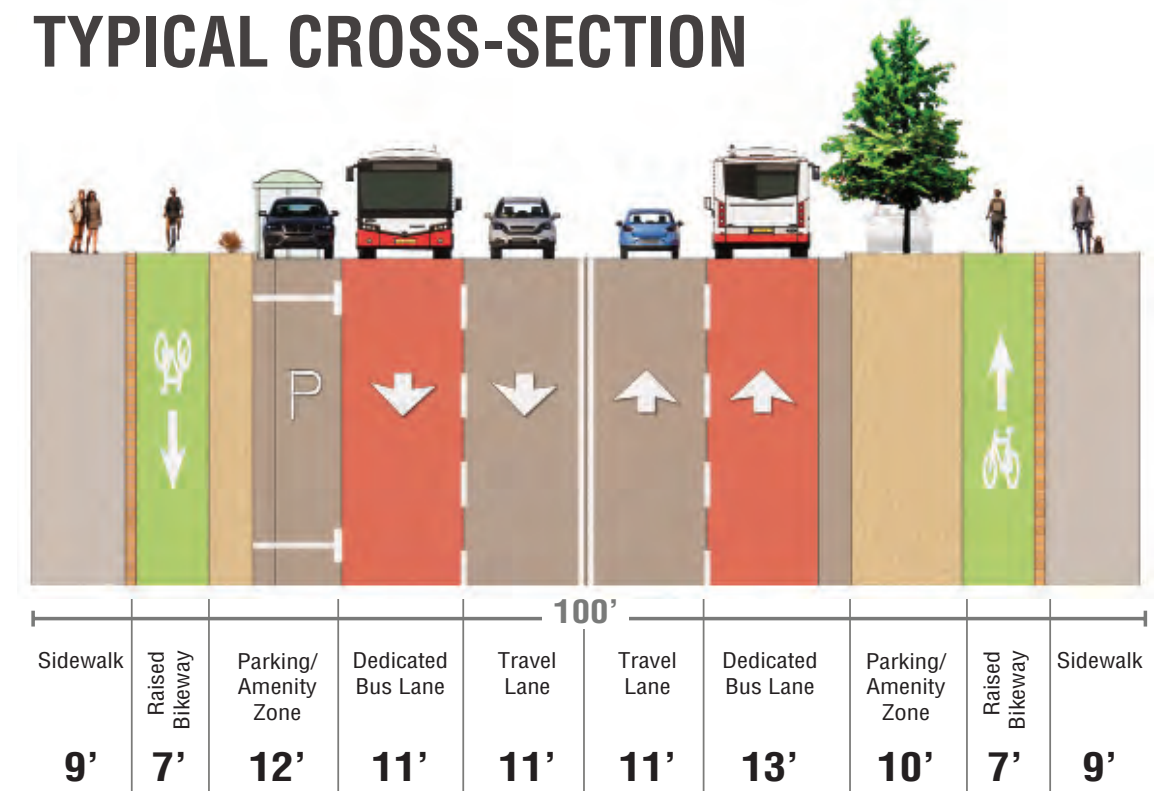 TYPICAL CROSS-SECTION
P
100’
Sidewalk
9’
Raised
Bikeway
7’
Parking/
Amenity
Zone
12’
Dedicated
Bus Lane
11’
Travel
Lane
11’
Travel
Lane
11’
Dedicated
Bus Lane
13’
Parking/
Amenity
Zone
10’
Raised
Bikeway
7’
Sidewalk
9’